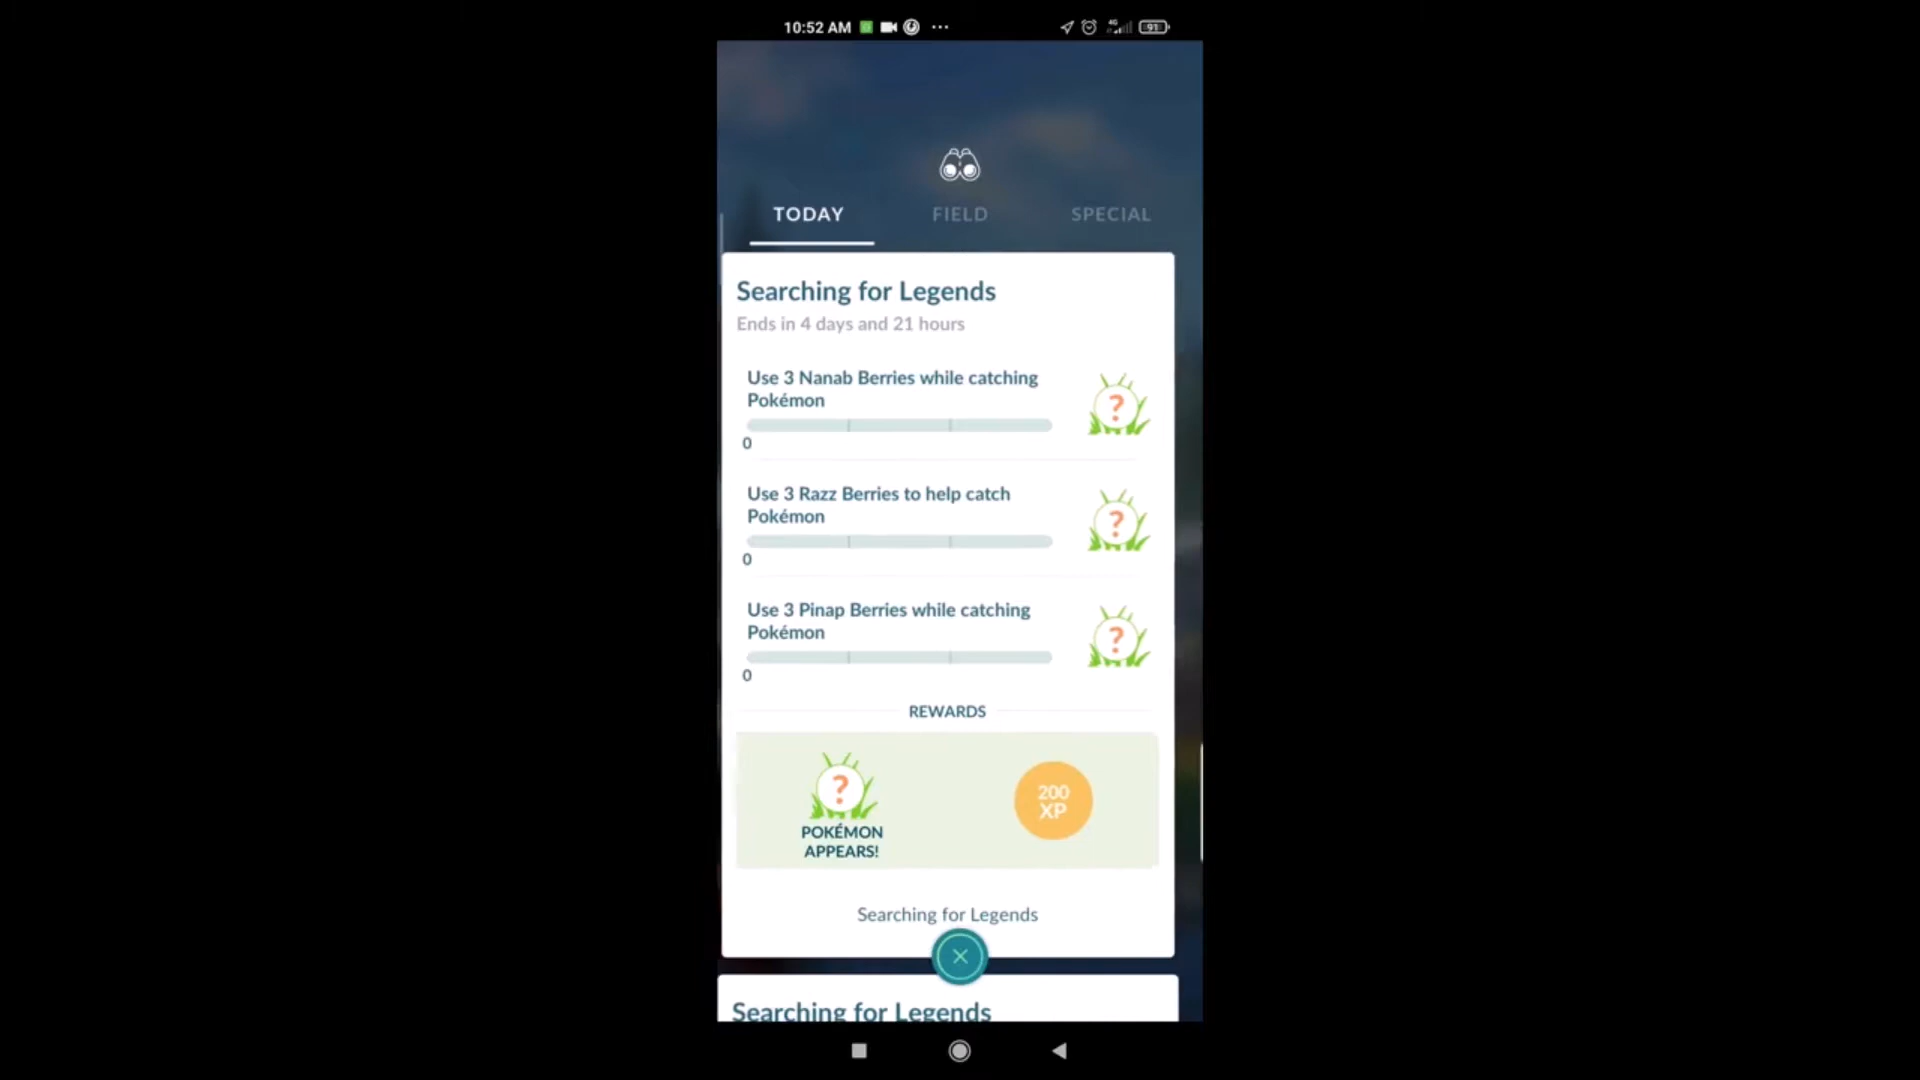 10:52 AM
4G
91
TODAY FIELD SPECIAL
Searching for Legends
Ends in 4 days and 21 hours
Use 3 Nanab Berries while catching
Pokémon
?
0
Use 3 Razz Berries to help catch
Pokémon
?
0
Use 3 Pinap Berries while catching
Pokémon
?
0
REWARDS
?
POKÉMON
APPEARS!
200
XP
Searching for Legends
Searching for Legends